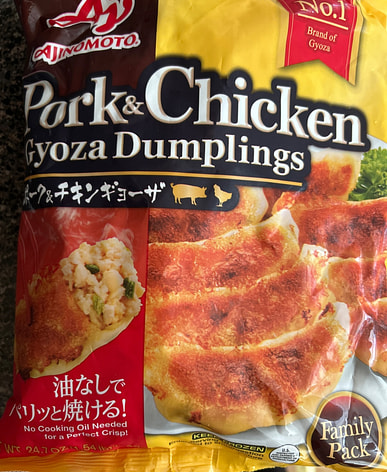 AJINOMOTO®
No.1
Brand of
Gyoza
Pork & Chicken
Gyoza Dumplings
ポーク&チキンギョーザ
油なしで
パリッと焼ける!
No Cooking Oil Needed
for a Perfect Crisp!
Family
Pack